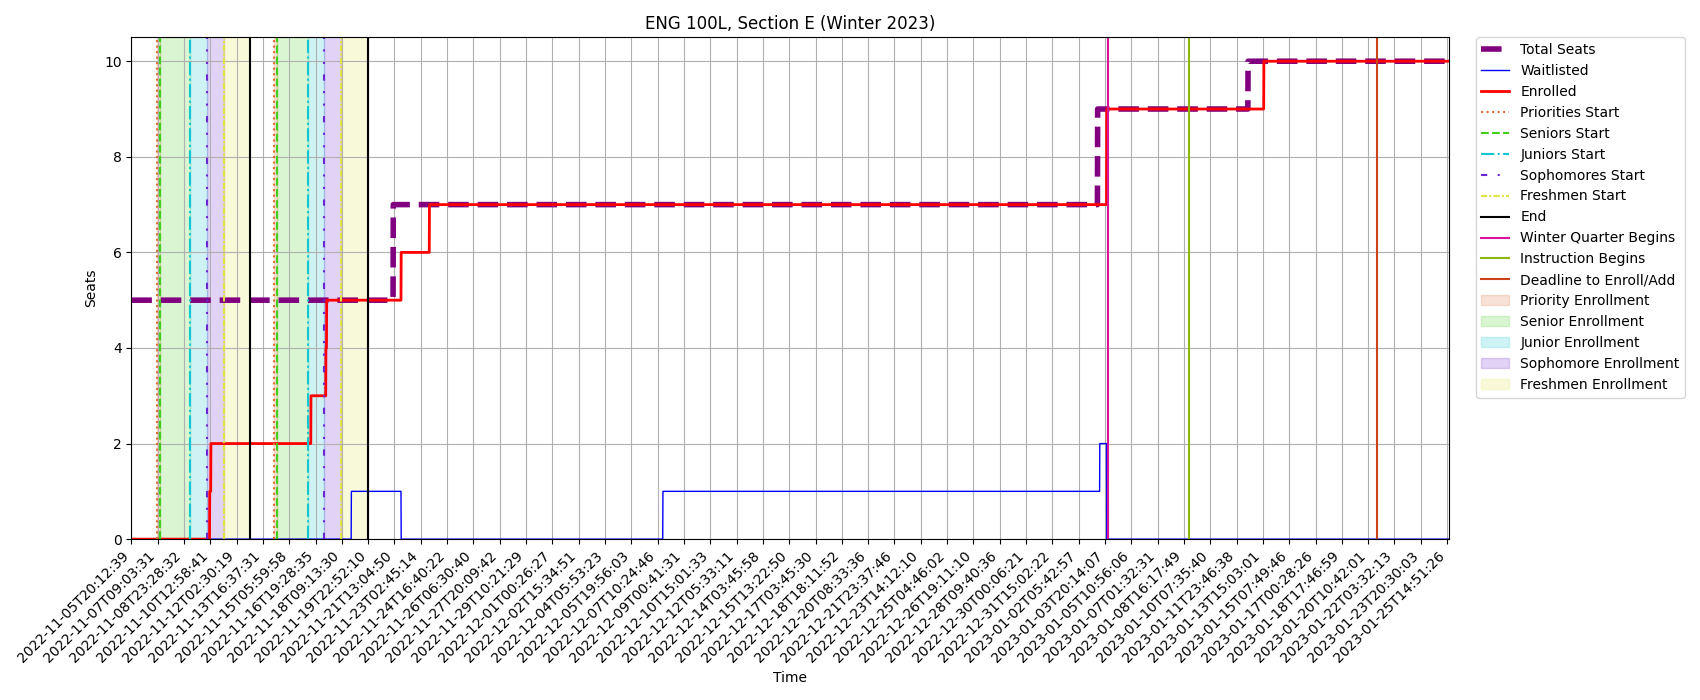 ENG 100L, Section E (Winter 2023)
10
8
6
4
2
0
Seats
2022-11-05T20:12:39
2022-11-07T09:03:31
2022-11-08T23:28:32
2022-11-10T12:58:41
2022-11-12T02:30:19
2022-11-13T16:37:31
2022-11-15T05:59:58
2022-11-16T19:28:35
2022-11-18T09:13:30
2022-11-19T22:52:10
2022-11-21T13:04:50
2022-11-23T02:45:14
2022-11-24T16:40:22
2022-11-26T06:30:40
2022-11-27T20:09:42
2022-11-29T10:21:29
2022-12-01T00:26:27
2022-12-02T15:34:51
2022-12-04T05:53:23
2022-12-05T19:56:03
2022-12-07T10:24:46
2022-12-09T00:41:31
2022-12-10T15:01:33
2022-12-12T05:33:11
2022-12-14T03:45:58
2022-12-15T13:22:50
2022-12-17T03:45:30
2022-12-18T18:11:52
2022-12-20T08:33:36
2022-12-21T23:37:46
2022-12-23T14:12:10
2022-12-25T04:46:02
2022-12-26T19:11:10
2022-12-28T09:40:36
2022-12-30T00:06:21
2022-12-31T15:02:22
2023-01-02T05:42:57
2023-01-03T20:14:07
2023-01-05T10:56:06
2023-01-07T01:32:31
2023-01-08T16:17:49
2023-01-10T07:35:40
2023-01-11T23:46:38
2023-01-13T15:03:01
2023-01-15T07:49:46
2023-01-17T00:28:26
2023-01-18T17:46:59
2023-01-20T10:42:01
2023-01-22T03:32:13
2023-01-23T20:30:03
2023-01-25T14:51:26
Time
Total Seats
Waitlisted
Enrolled
Priorities Start
Seniors Start
Juniors Start
Sophomores Start
Freshmen Start
End
Winter Quarter Begins
Instruction Begins
Deadline to Enroll/Add
Priority Enrollment
Senior Enrollment
Junior Enrollment
Sophomore Enrollment
Freshmen Enrollment